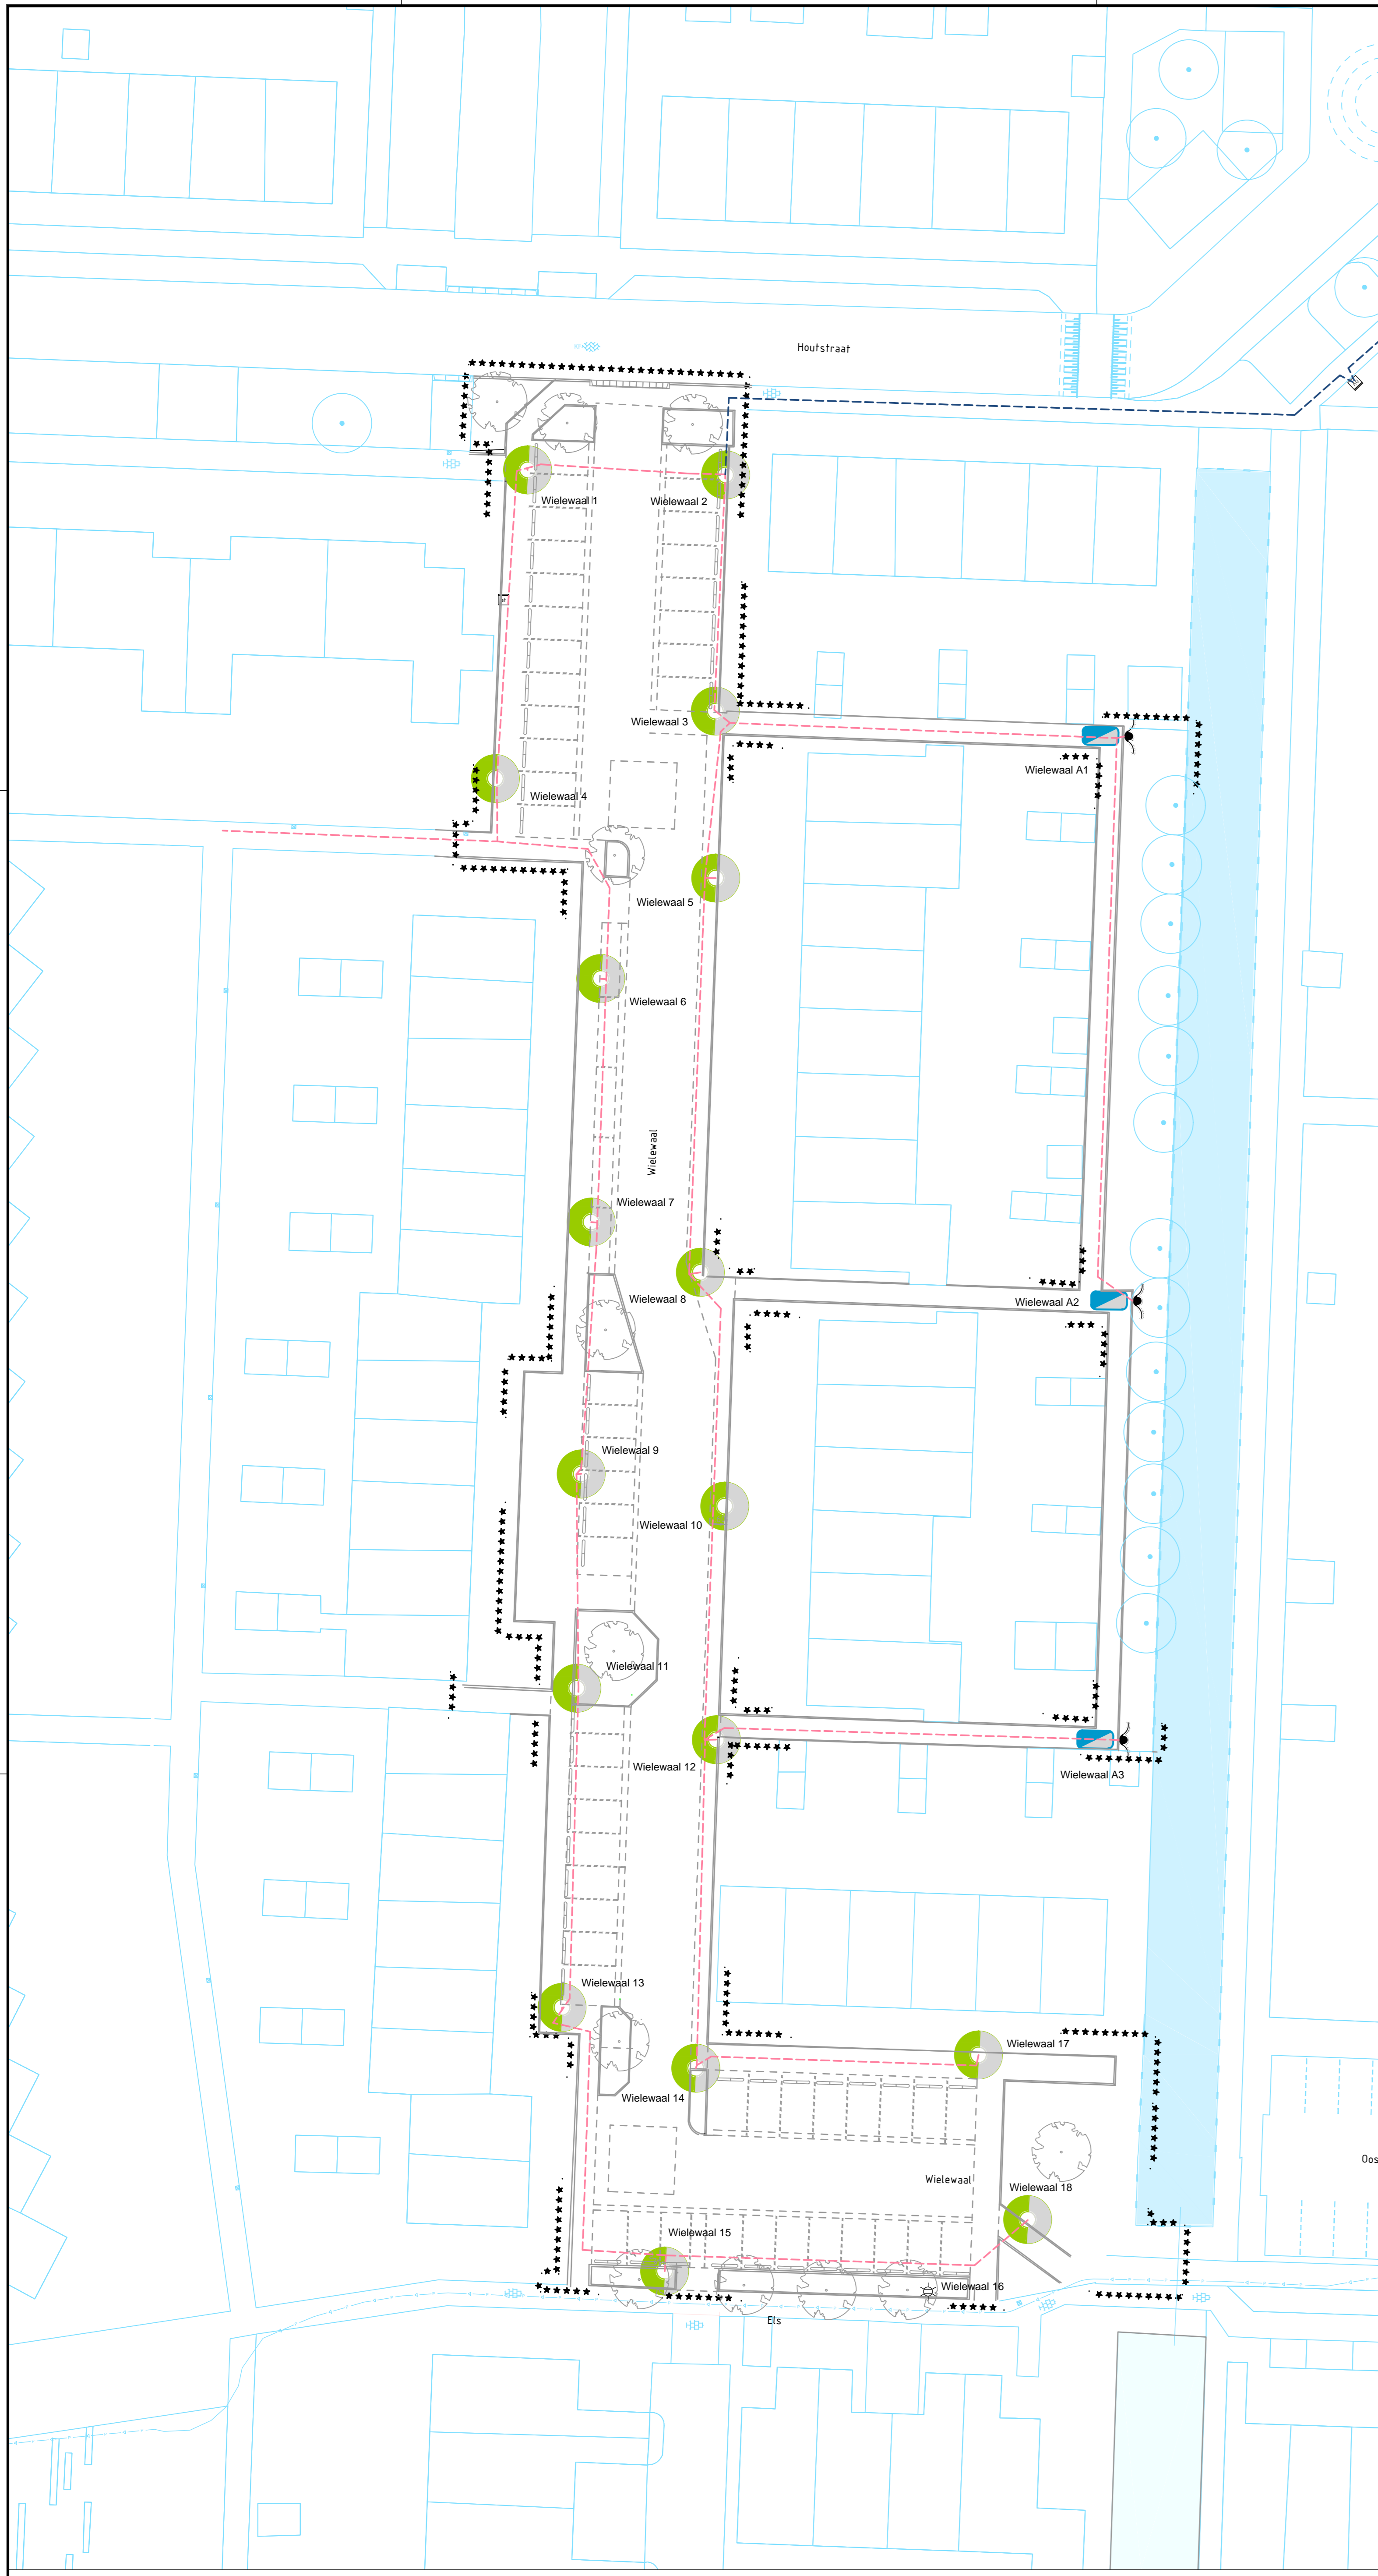 Houtstraat
Wielewaal 1
Wielewaal 2
Wielewaal 3
Wielewaal A1
Wielewaal 4
Wielewaal 5
Wielewaal 6
Wielewaal
Wielewaal 7
Wielewaal 8
Wielewaal A2
Wielewaal 9
Wielewaal 10
Wielewaal 11
Wielewaal 12
Wielewaal A3
Wielewaal 13
Wielewaal 17
Wielewaal 14
Oos
Wielewaal
Wielewaal 18
Wielewaal 15
Wielewaal 16
Els